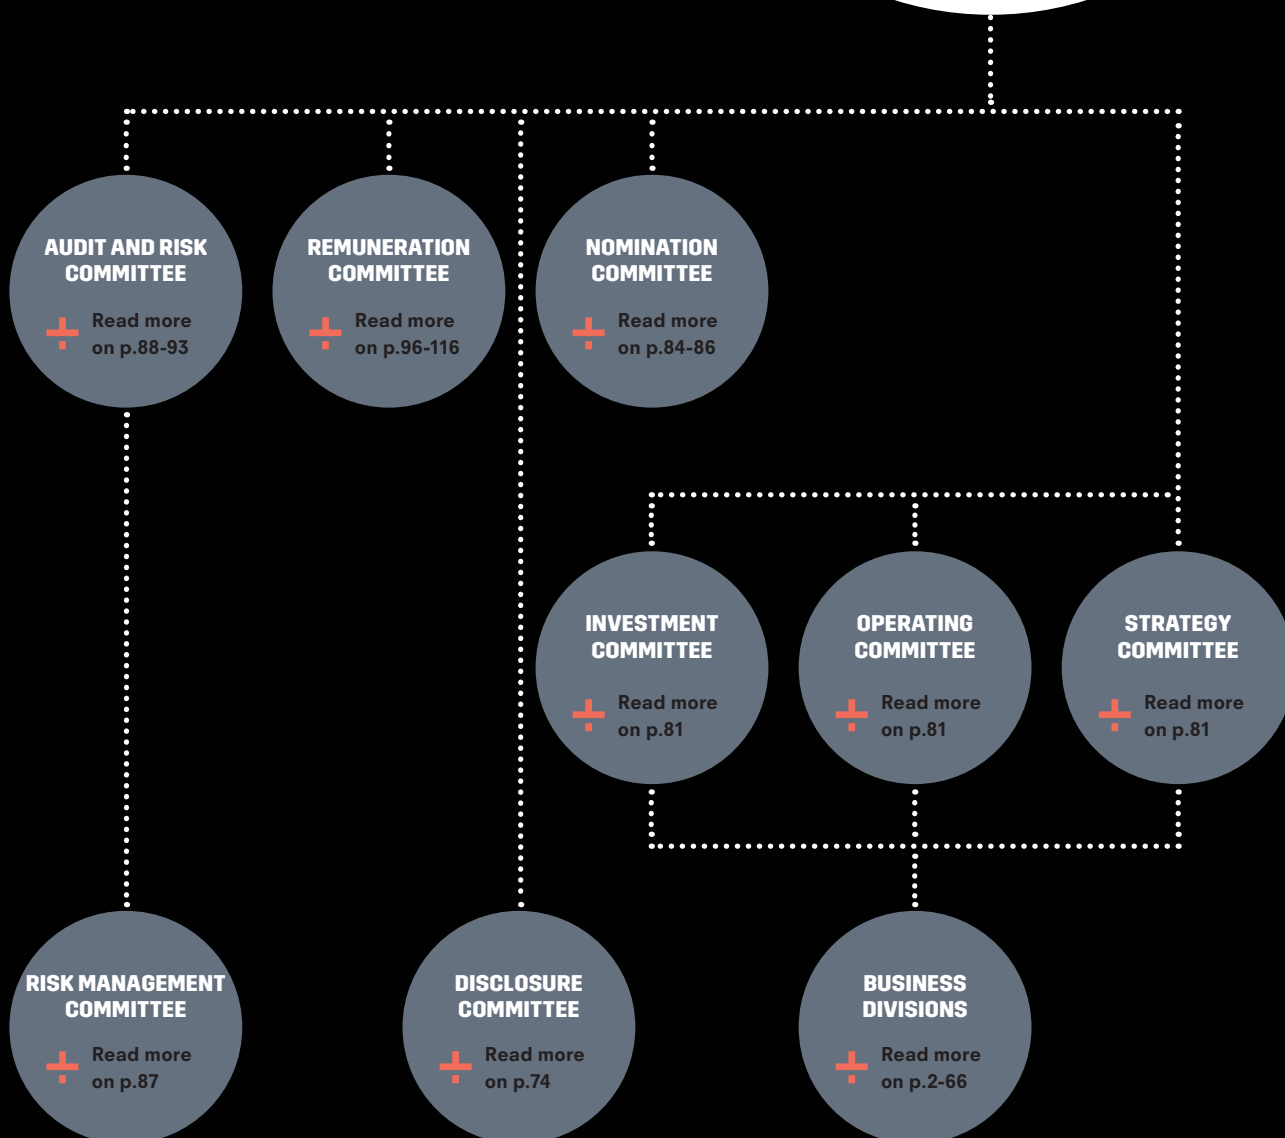 AUDIT AND RISK
COMMITTEE
Read more
on p.88-93
REMUNERATION
COMMITTEE
Read more
on p.96-116
NOMINATION
COMMITTEE
Read more
on p.84-86
INVESTMENT
COMMITTEE
Read more
on p.81
OPERATING
COMMITTEE
Read more
on p.81
STRATEGY
COMMITTEE
Read more
on p.81
RISK MANAGEMENT
COMMITTEE
Read more
on p.87
DISCLOSURE
COMMITTEE
Read more
on p.74
BUSINESS
DIVISIONS
Read more
on p.2-66